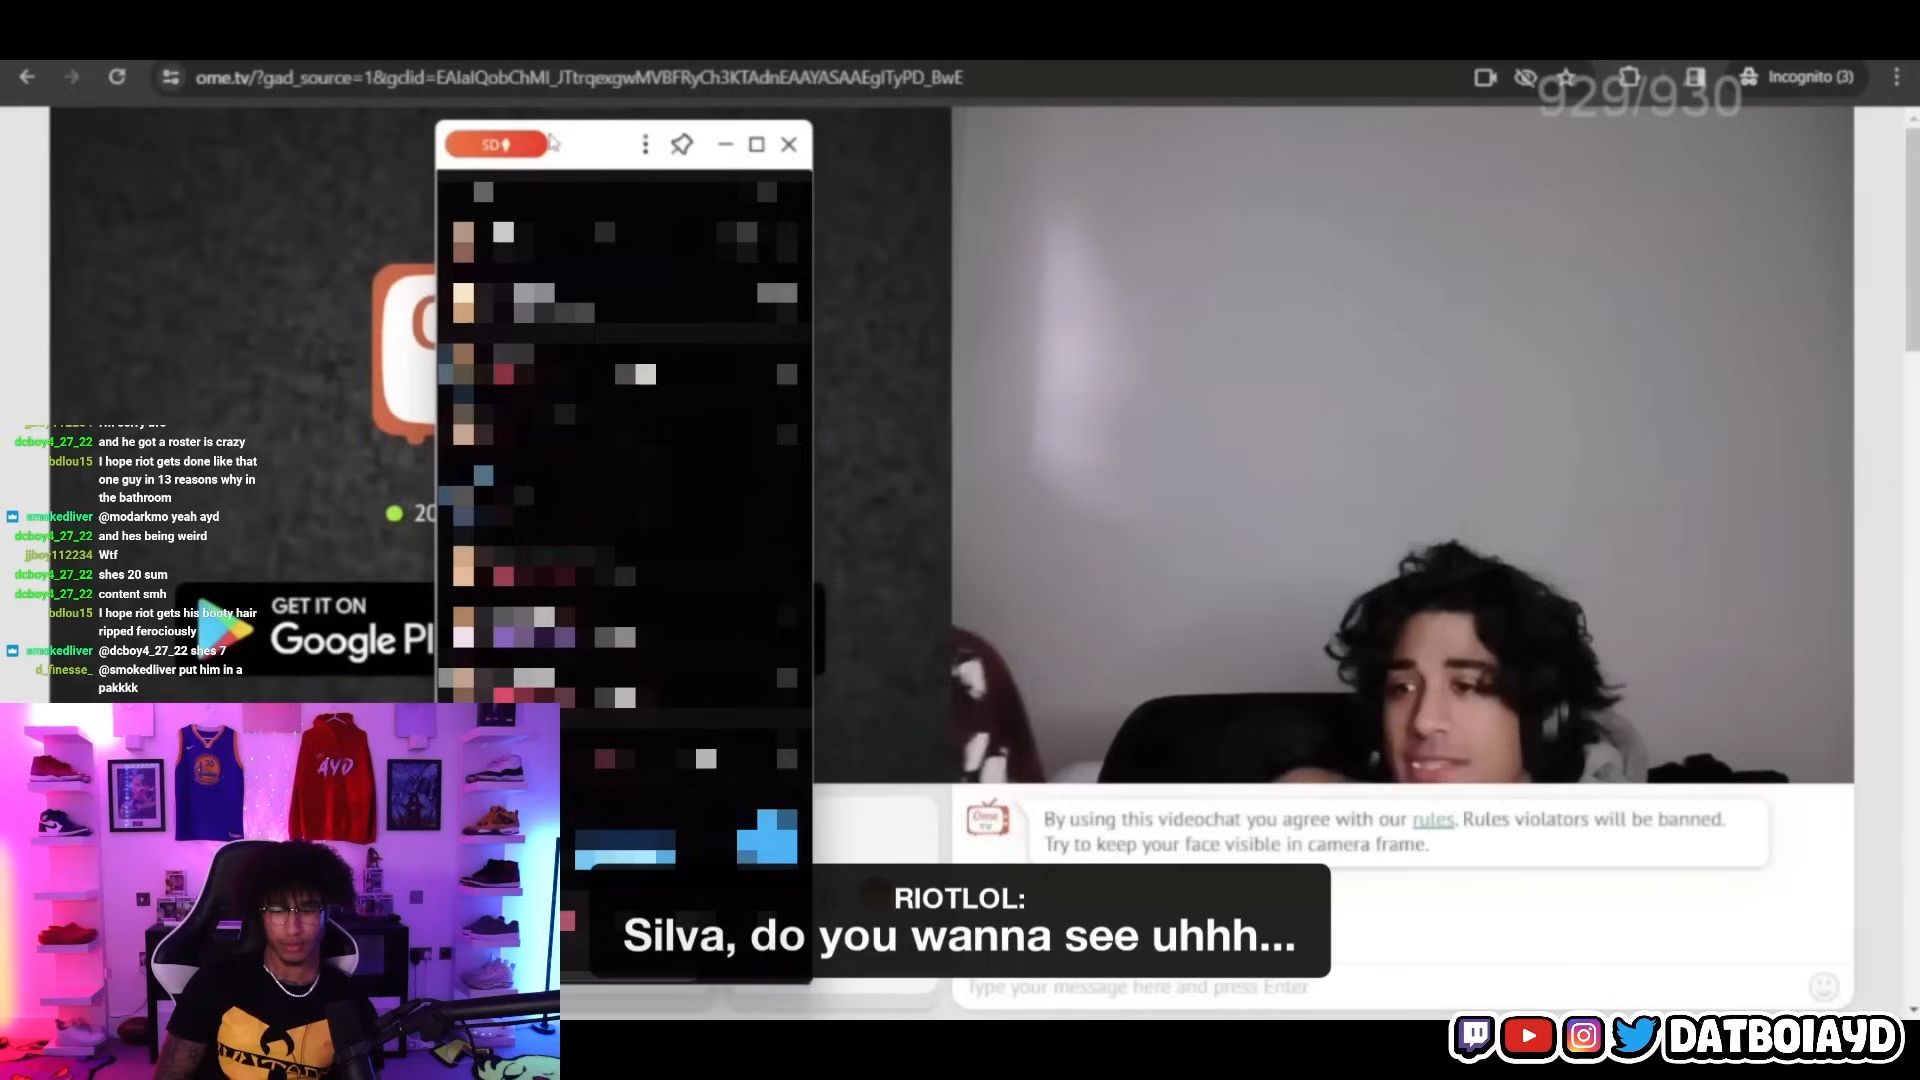 ome.tv/?gad_source=1&gclid=EAIaIQobChMI_JTtrqexgwMVBFRyCh3KTAdnEAAYASAAEgITyPD_BwE
Incognito (3)
929/930
SD
dcboy4_27_22 and he got a roster is crazy
bdlou15 I hope riot gets done like that
one guy in 13 reasons why in
the bathroom
smokedliver @modarkmo yeah ayd
dcboy4_27_22 and hes being weird
jjboy112234 Wtf
dcboy4_27_22 shes 20 sum
dcboy4_27_22 content smh
bdlou15 I hope riot gets his booty hair
ripped ferociously
smokedliver @dcboy4_27_22 shes 7
d_finesse_ @smokedliver put him in a
pakkkk
20
GET IT ON
Google Pl
AYD
30
Ome
TV
By using this videochat you agree with our rules. Rules violators will be banned.
Try to keep your face visible in camera frame.
RIOTLOL:
Silva, do you wanna see uhhh...
Type your message here and press Enter
DATBOIAYD